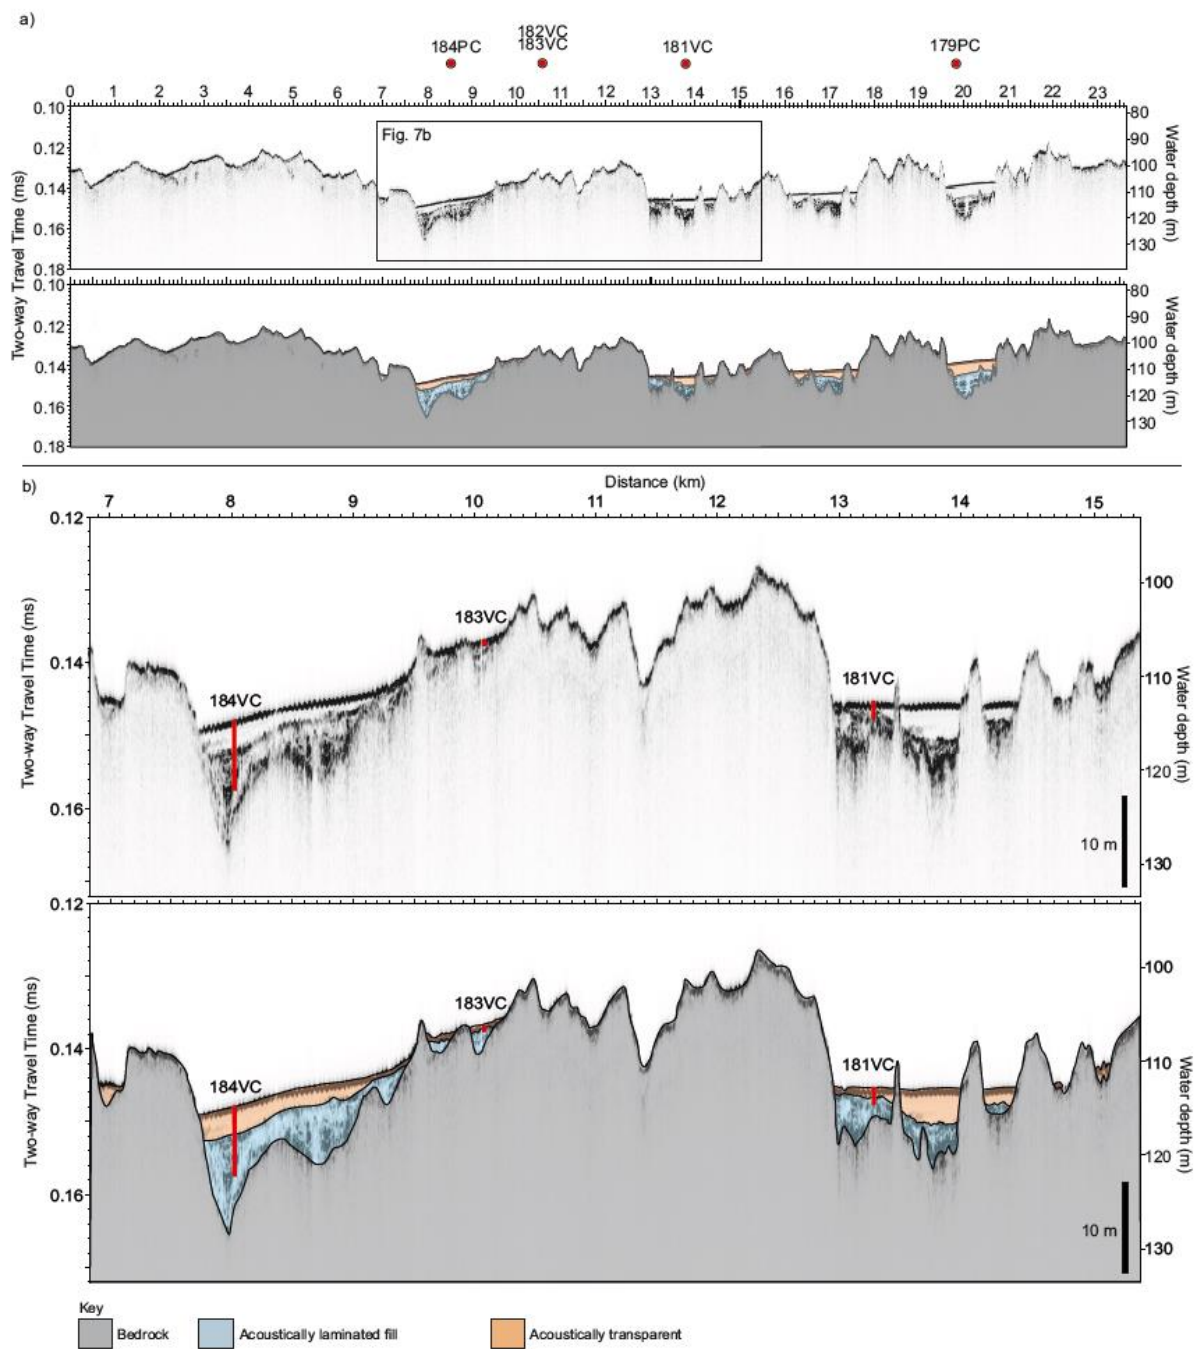 a)
182VC
184PC 183VC 181VC 179PC
0 1 2 3 4 5 6 7 8 9 10 11 12 13 14 15 16 17 18 19 20 21 22 23
Fig. 7b
0.10
0.12
0.14
0.16
0.18
80
90
100
110
120
130
Two-way Travel Time (ms)
Water depth (m)
0.10
0.12
0.14
0.16
0.18
80
90
100
110
120
130
Water depth (m)
b)
Distance (km)
7 8 9 10 11 12 13 14 15
0.12
0.14
0.16
Two-way Travel Time (ms)
184VC
183VC
181VC
100
110
120
130
Water depth (m)
10 m
0.12
0.14
0.16
Two-way Travel Time (ms)
184VC
183VC
181VC
100
110
120
130
Water depth (m)
10 m
Key
Bedrock Acoustically laminated fill Acoustically transparent